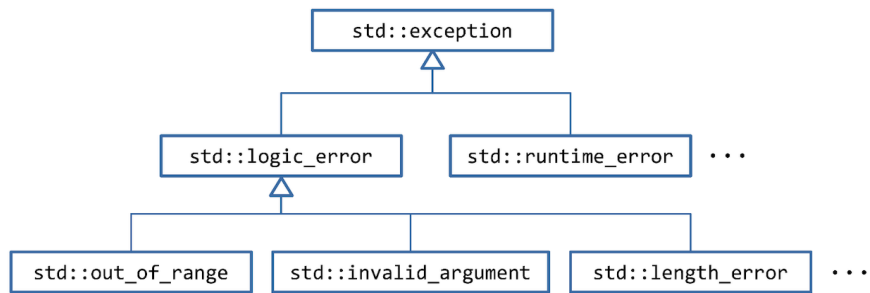 std::exception
std::logic_error
std::runtime_error
...
std::out_of_range
std::invalid_argument
std::length_error
...